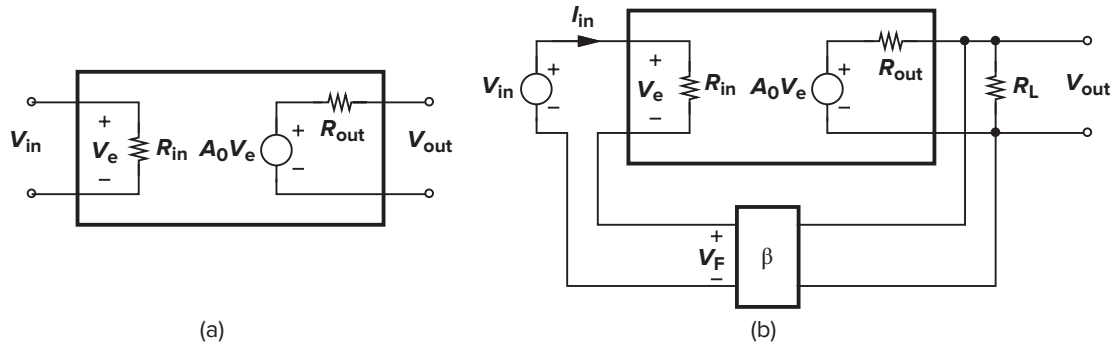 V_in
+
V_e
−
R_in
A_0V_e
+
−
R_out
V_out
(a)
I_in
V_in
+
−
+
V_e
−
R_in
A_0V_e
+
−
R_out
R_L
V_out
+
V_F
−
β
(b)